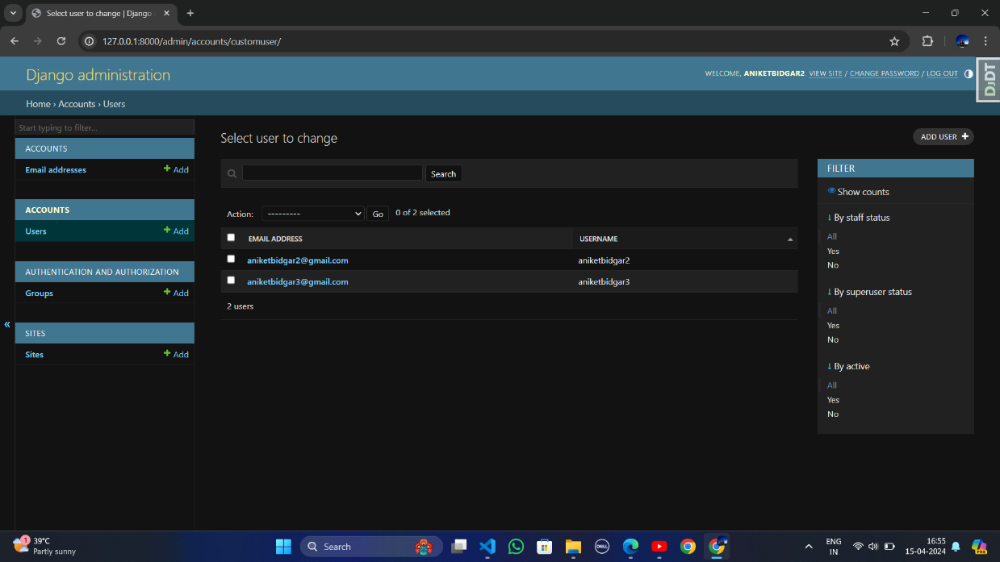 Select user to change | Django
127.0.0.1:8000/admin/accounts/customuser/
Django administration
WELCOME, ANIKETBIDGAR2. VIEW SITE / CHANGE PASSWORD / LOG OUT
DJDT
Home › Accounts › Users
Start typing to filter...
ACCOUNTS
Email addresses
Add
ACCOUNTS
Users
Add
AUTHENTICATION AND AUTHORIZATION
Groups
Add
SITES
Sites
Add
«
Select user to change
ADD USER +
Search
Action: --------- Go 0 of 2 selected
EMAIL ADDRESS USERNAME
aniketbidgar2@gmail.com aniketbidgar2
aniketbidgar3@gmail.com aniketbidgar3
2 users
FILTER
Show counts
↓ By staff status
All
Yes
No
↓ By superuser status
All
Yes
No
↓ By active
All
Yes
No
1
39°C
Partly sunny
Search
DELL
ENG
IN
16:55
15-04-2024
PRE